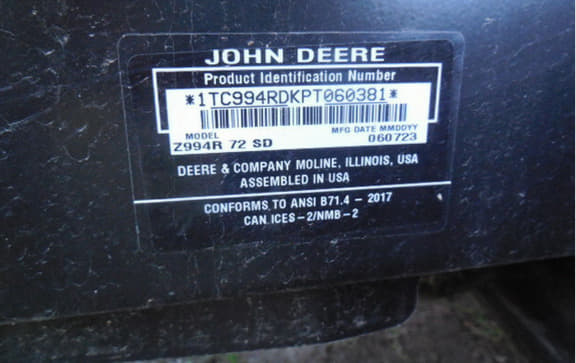 JOHN DEERE
Product Identification Number
*1TC994RDKPT060381*
MODEL MFG DATE MMDDYY
Z994R 72 SD 060723
DEERE & COMPANY MOLINE, ILLINOIS, USA
ASSEMBLED IN USA
CONFORMS TO ANSI B71.4 - 2017
CAN ICES-2/NMB-2